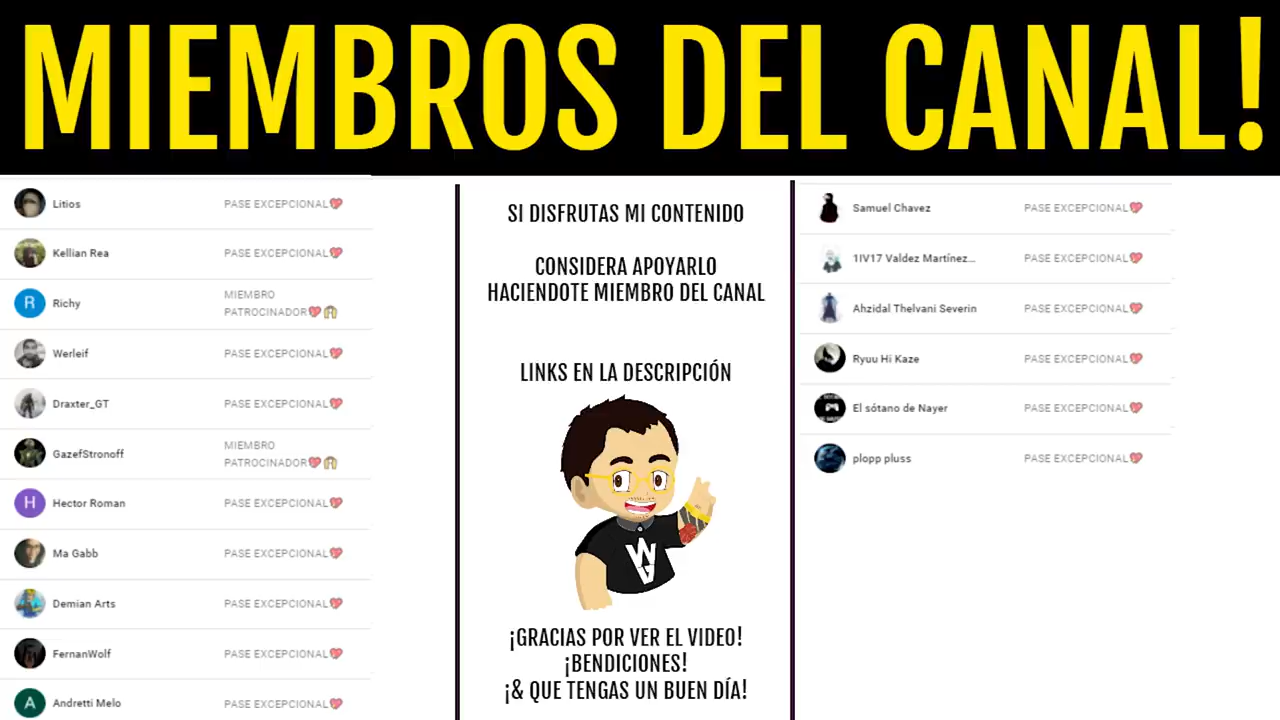 MIEMBROS DEL CANAL!
Litios PASE EXCEPCIONAL💖
Kellian Rea PASE EXCEPCIONAL💖
R Richy MIEMBRO
PATROCINADOR💖
Werleif PASE EXCEPCIONAL💖
Draxter_GT PASE EXCEPCIONAL💖
GazefStronoff MIEMBRO
PATROCINADOR💖
H Hector Roman PASE EXCEPCIONAL💖
Ma Gabb PASE EXCEPCIONAL💖
Demian Arts PASE EXCEPCIONAL💖
FernanWolf PASE EXCEPCIONAL💖
A Andretti Melo PASE EXCEPCIONAL💖
SI DISFRUTAS MI CONTENIDO
CONSIDERA APOYARLO
HACIENDOTE MIEMBRO DEL CANAL
LINKS EN LA DESCRIPCIÓN
¡GRACIAS POR VER EL VIDEO!
¡BENDICIONES!
¡& QUE TENGAS UN BUEN DÍA!
Samuel Chavez PASE EXCEPCIONAL💖
1IV17 Valdez Martínez... PASE EXCEPCIONAL💖
Ahzidal Thelvani Severin PASE EXCEPCIONAL💖
Ryuu Hi Kaze PASE EXCEPCIONAL💖
El sótano de Nayer PASE EXCEPCIONAL💖
plopp pluss PASE EXCEPCIONAL💖